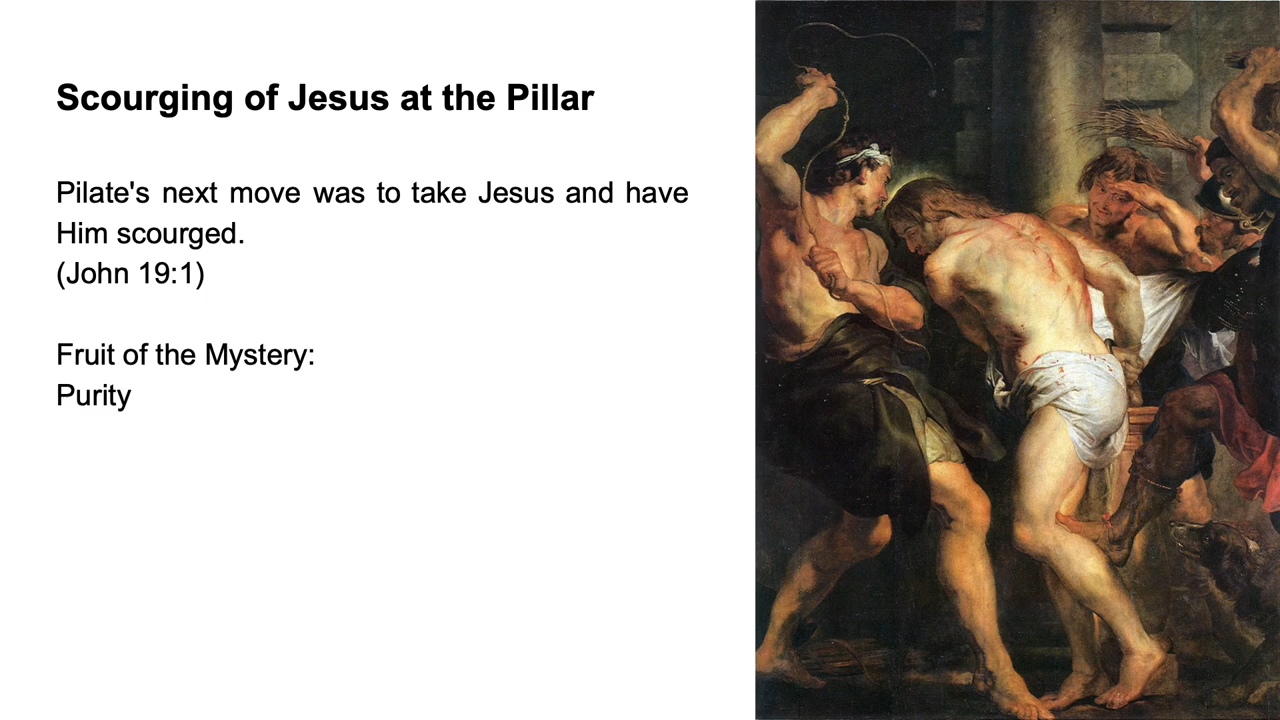 Scourging of Jesus at the Pillar
Pilate's next move was to take Jesus and have
Him scourged.
(John 19:1)
Fruit of the Mystery:
Purity